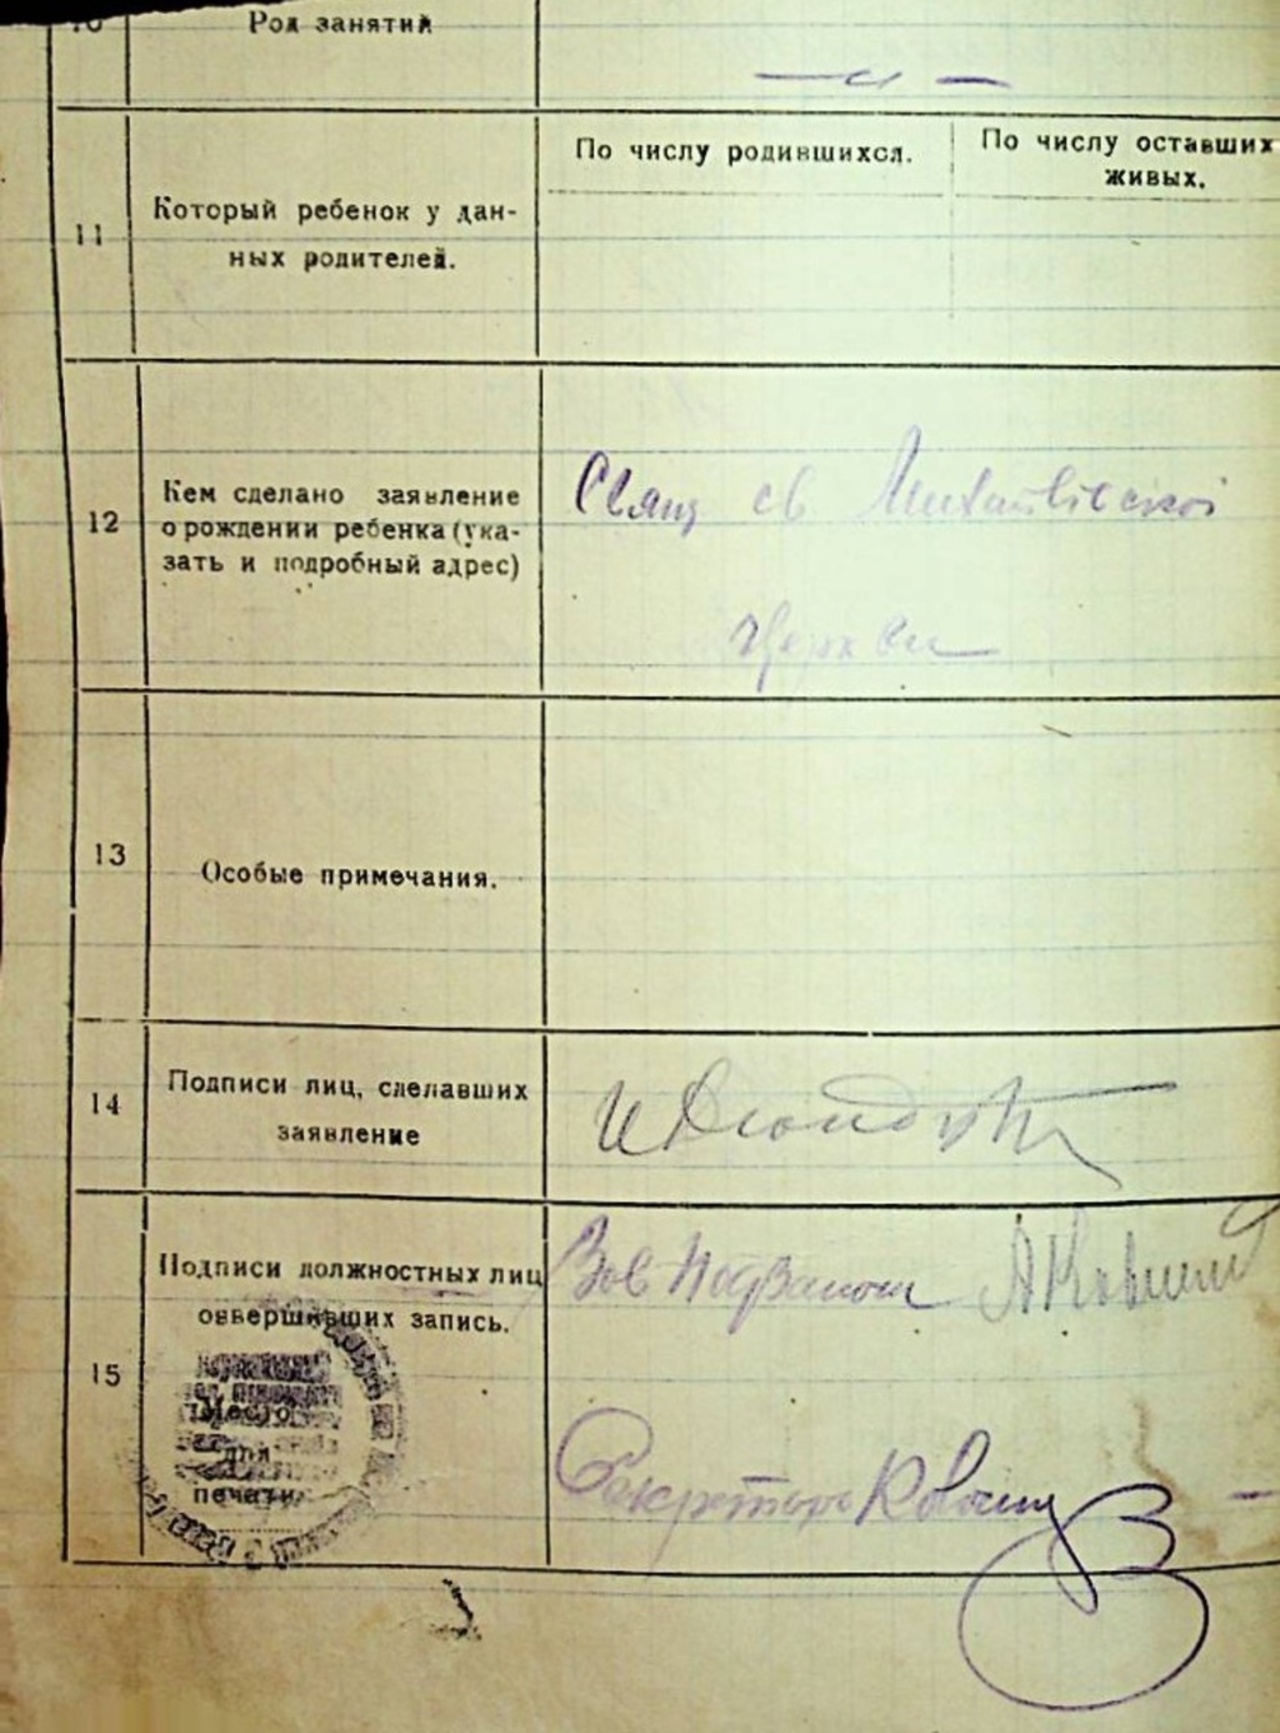 10 Род занятий
— " —
11 Который ребенок у дан-
ных родителей.
По числу родившихся.
По числу оставших
живых.
12 Кем сделано заявление
о рождении ребенка (ука-
зать и подробный адрес)
Свящ св Михайлівской
церкви
13 Особые примечания.
14 Подписи лиц, сделавших
заявление
15 Подписи должностных лиц
совершивших запись.
Место
для
печати
Зав
Секретарь